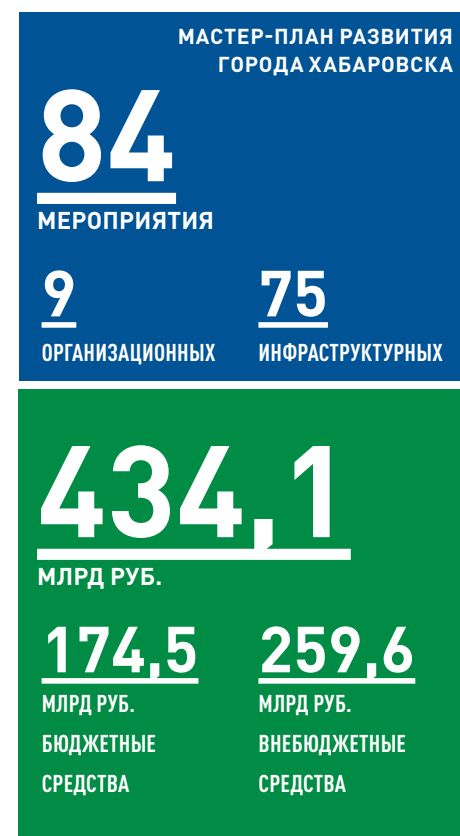 МАСТЕР-ПЛАН РАЗВИТИЯ
ГОРОДА ХАБАРОВСКА
84
МЕРОПРИЯТИЯ
9
ОРГАНИЗАЦИОННЫХ
75
ИНФРАСТРУКТУРНЫХ
434,1
МЛРД РУБ.
174,5
МЛРД РУБ.
БЮДЖЕТНЫЕ
СРЕДСТВА
259,6
МЛРД РУБ.
ВНЕБЮДЖЕТНЫЕ
СРЕДСТВА